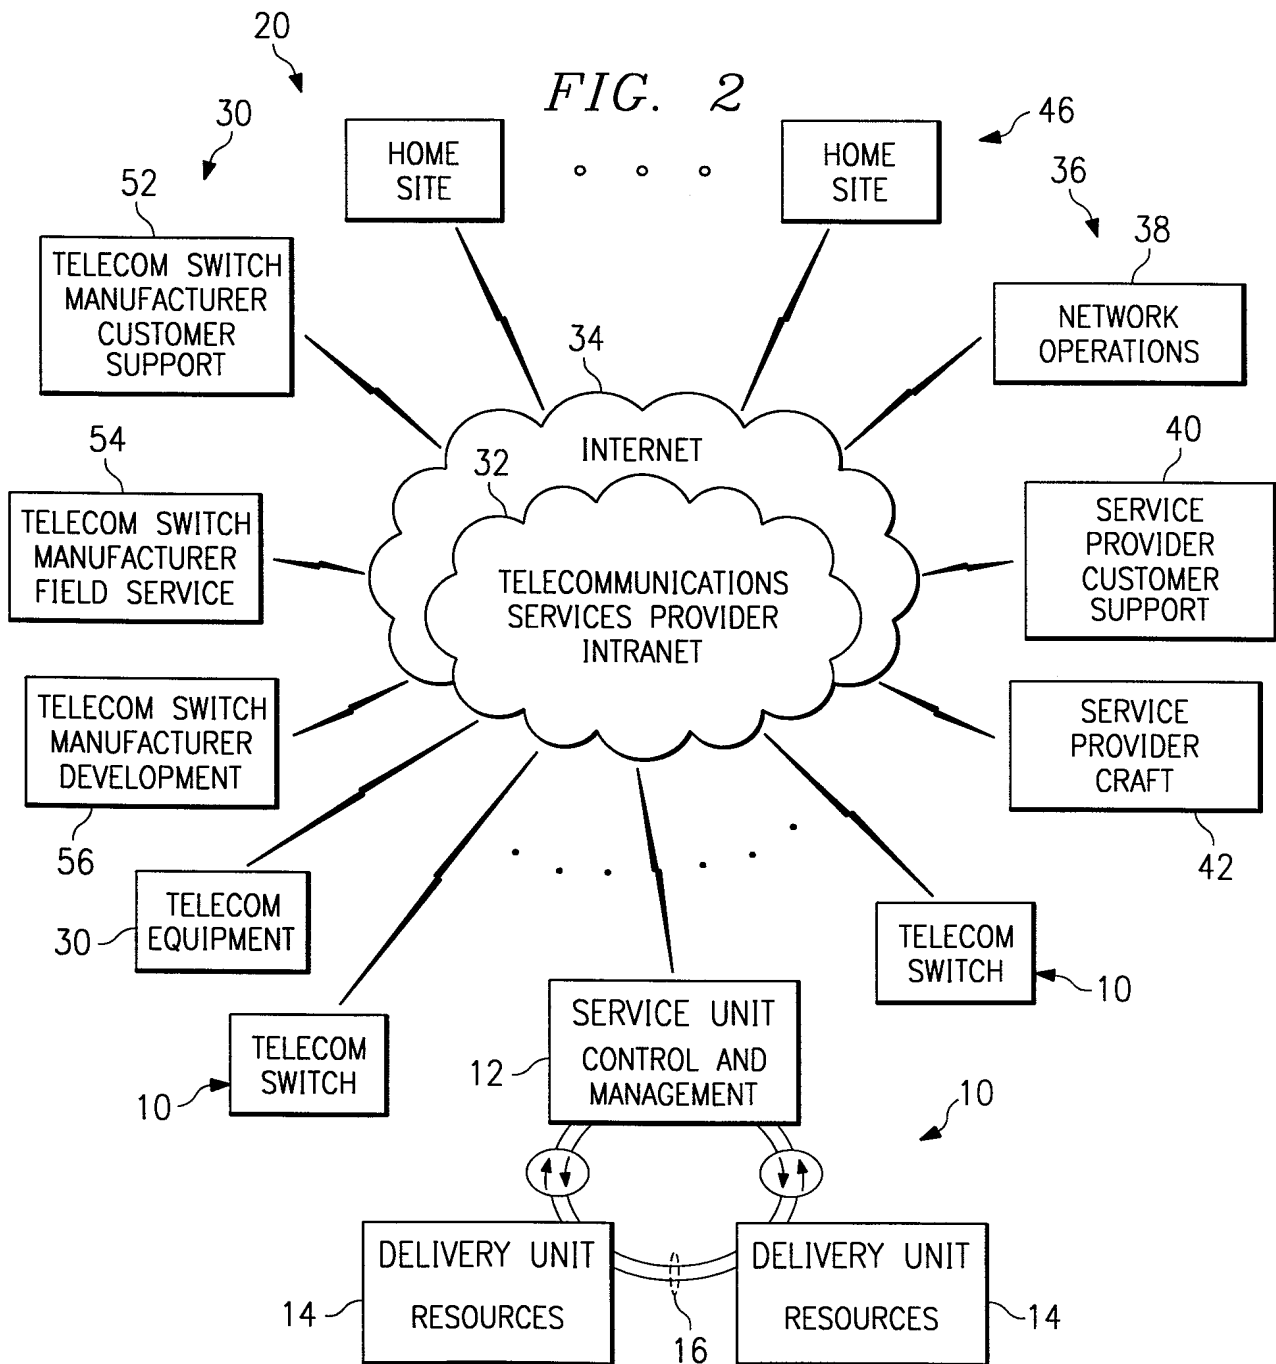 20
FIG. 2
30
46
HOME
SITE
HOME
SITE
36
52
38
TELECOM SWITCH
MANUFACTURER
CUSTOMER
SUPPORT
NETWORK
OPERATIONS
34
INTERNET
54
32
40
TELECOM SWITCH
MANUFACTURER
FIELD SERVICE
TELECOMMUNICATIONS
SERVICES PROVIDER
INTRANET
SERVICE
PROVIDER
CUSTOMER
SUPPORT
TELECOM SWITCH
MANUFACTURER
DEVELOPMENT
56
SERVICE
PROVIDER
CRAFT
42
TELECOM
EQUIPMENT
30
TELECOM
SWITCH
10
TELECOM
SWITCH
10
SERVICE UNIT
CONTROL AND
MANAGEMENT
12
10
DELIVERY UNIT
RESOURCES
14
16
DELIVERY UNIT
RESOURCES
14